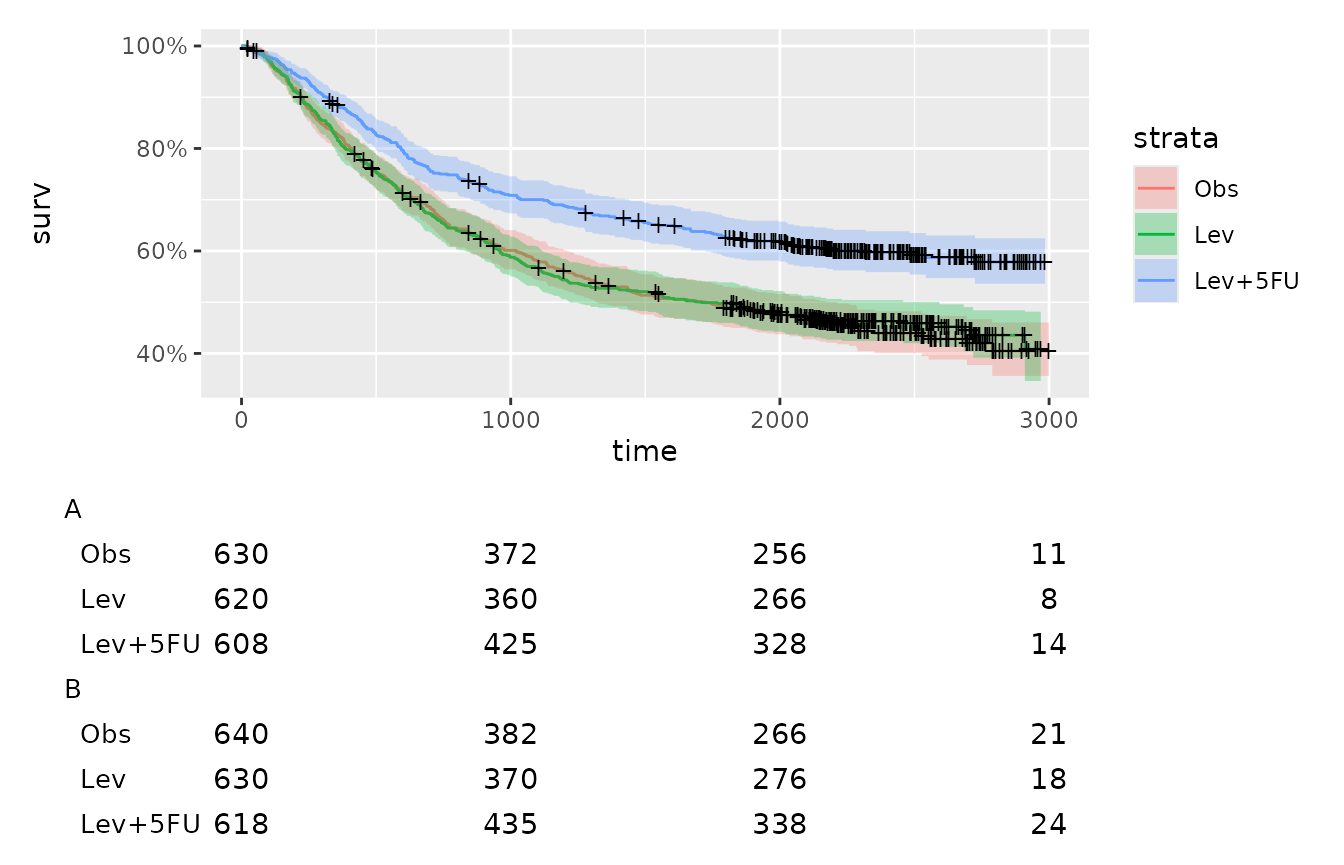 100%
80%
60%
40%
surv
0 1000 2000 3000
time
strata
Obs
Lev
Lev+5FU
A
Obs 630 372 256 11
Lev 620 360 266 8
Lev+5FU 608 425 328 14
B
Obs 640 382 266 21
Lev 630 370 276 18
Lev+5FU 618 435 338 24